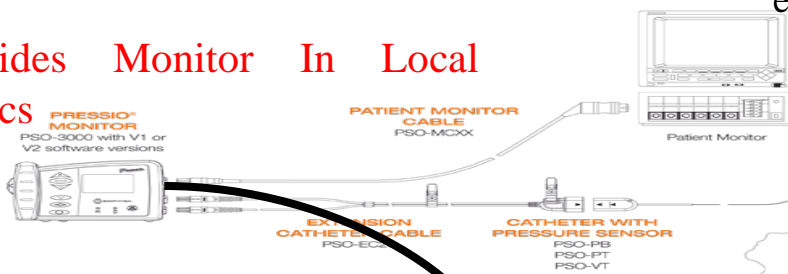 ides Monitor In Local
cs
PRESSIO®
MONITOR
PSO-3000 with V1 or
V2 software versions
PATIENT MONITOR
CABLE
PSO-MCXX
Patient Monitor
EXTENSION
CATHETER CABLE
PSO-EC2
CATHETER WITH
PRESSURE SENSOR
PSO-PB
PSO-PT
PSO-VT